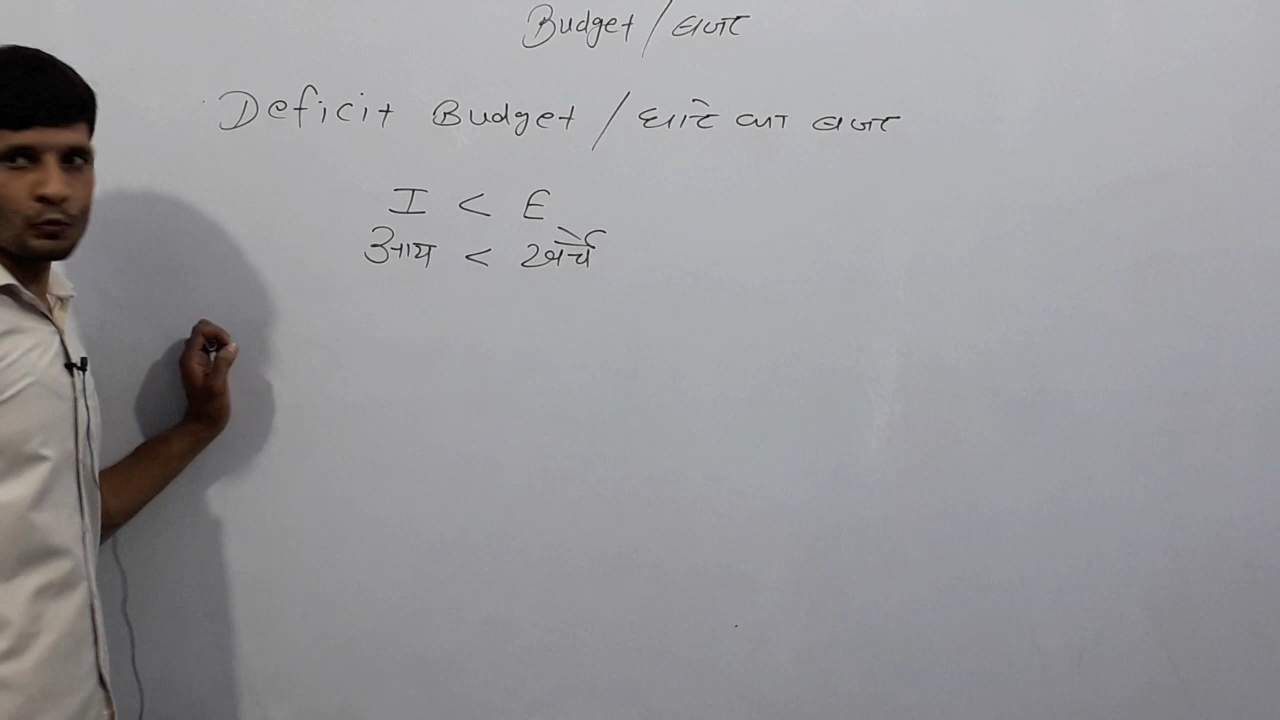 Budget / बजट
Deficit Budget / घाटे का बजट
I < E
आय < खर्चे